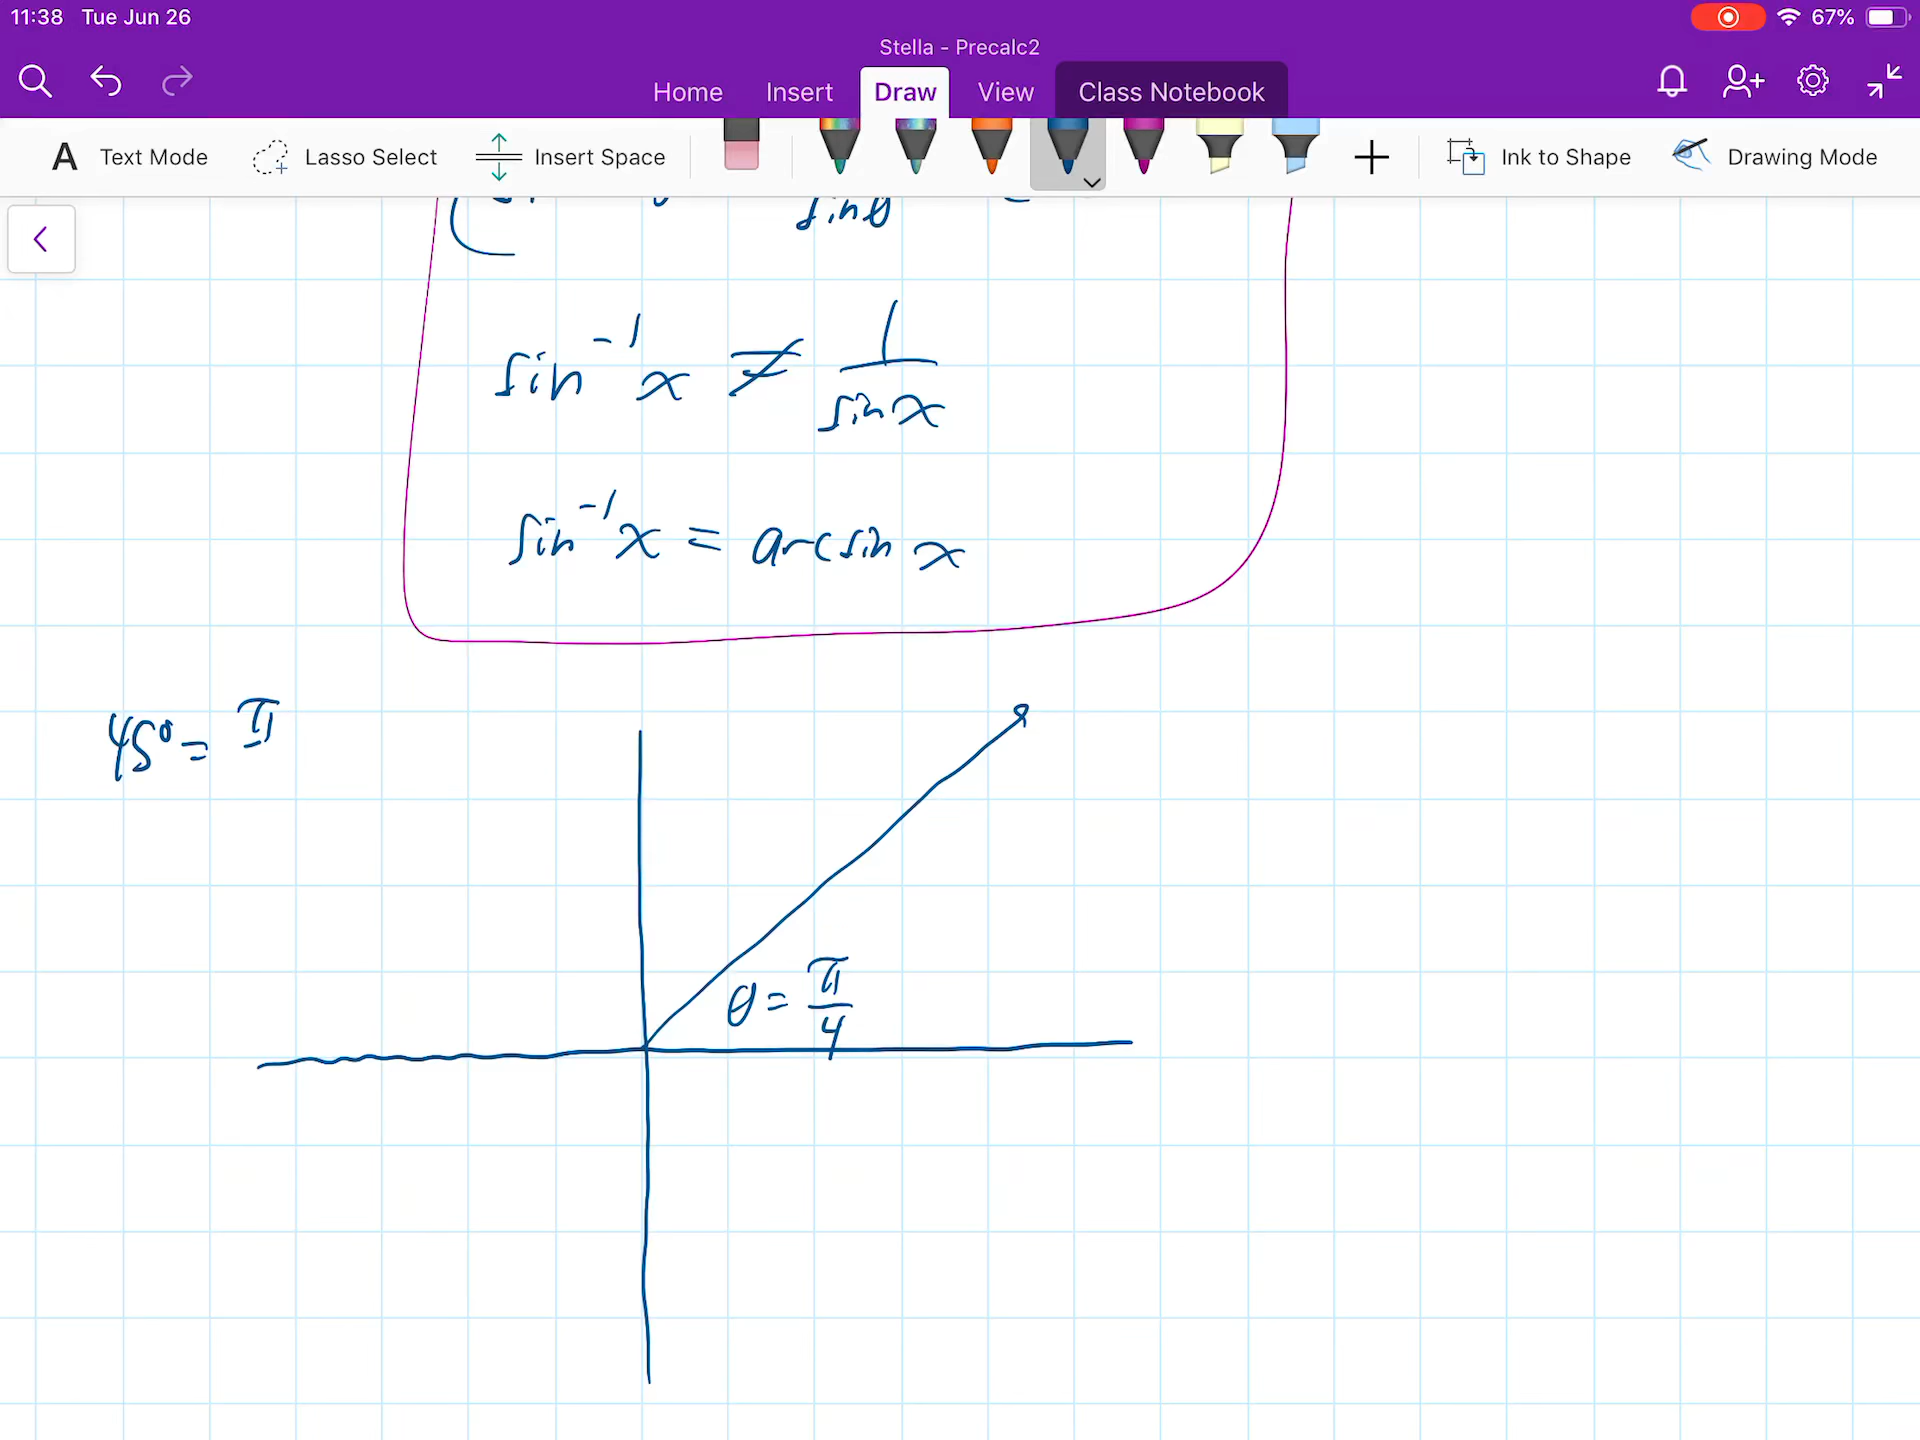 11:38 Tue Jun 26 67%
Stella - Precalc2
Home Insert Draw View Class Notebook
A Text Mode Lasso Select Insert Space Ink to Shape Drawing Mode
sinθ
sin⁻¹x ≠ 1/sinx
sin⁻¹x = arcsin x
45° = π
θ = π/4